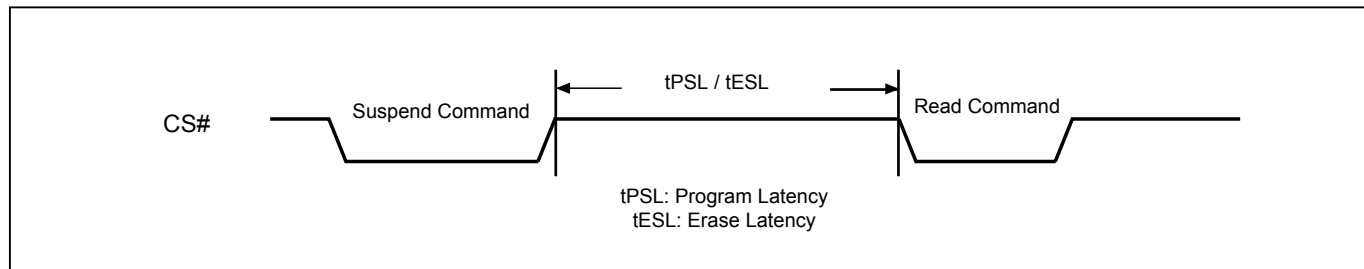 tPSL / tESL
Suspend Command
Read Command
CS#
tPSL: Program Latency
tESL: Erase Latency